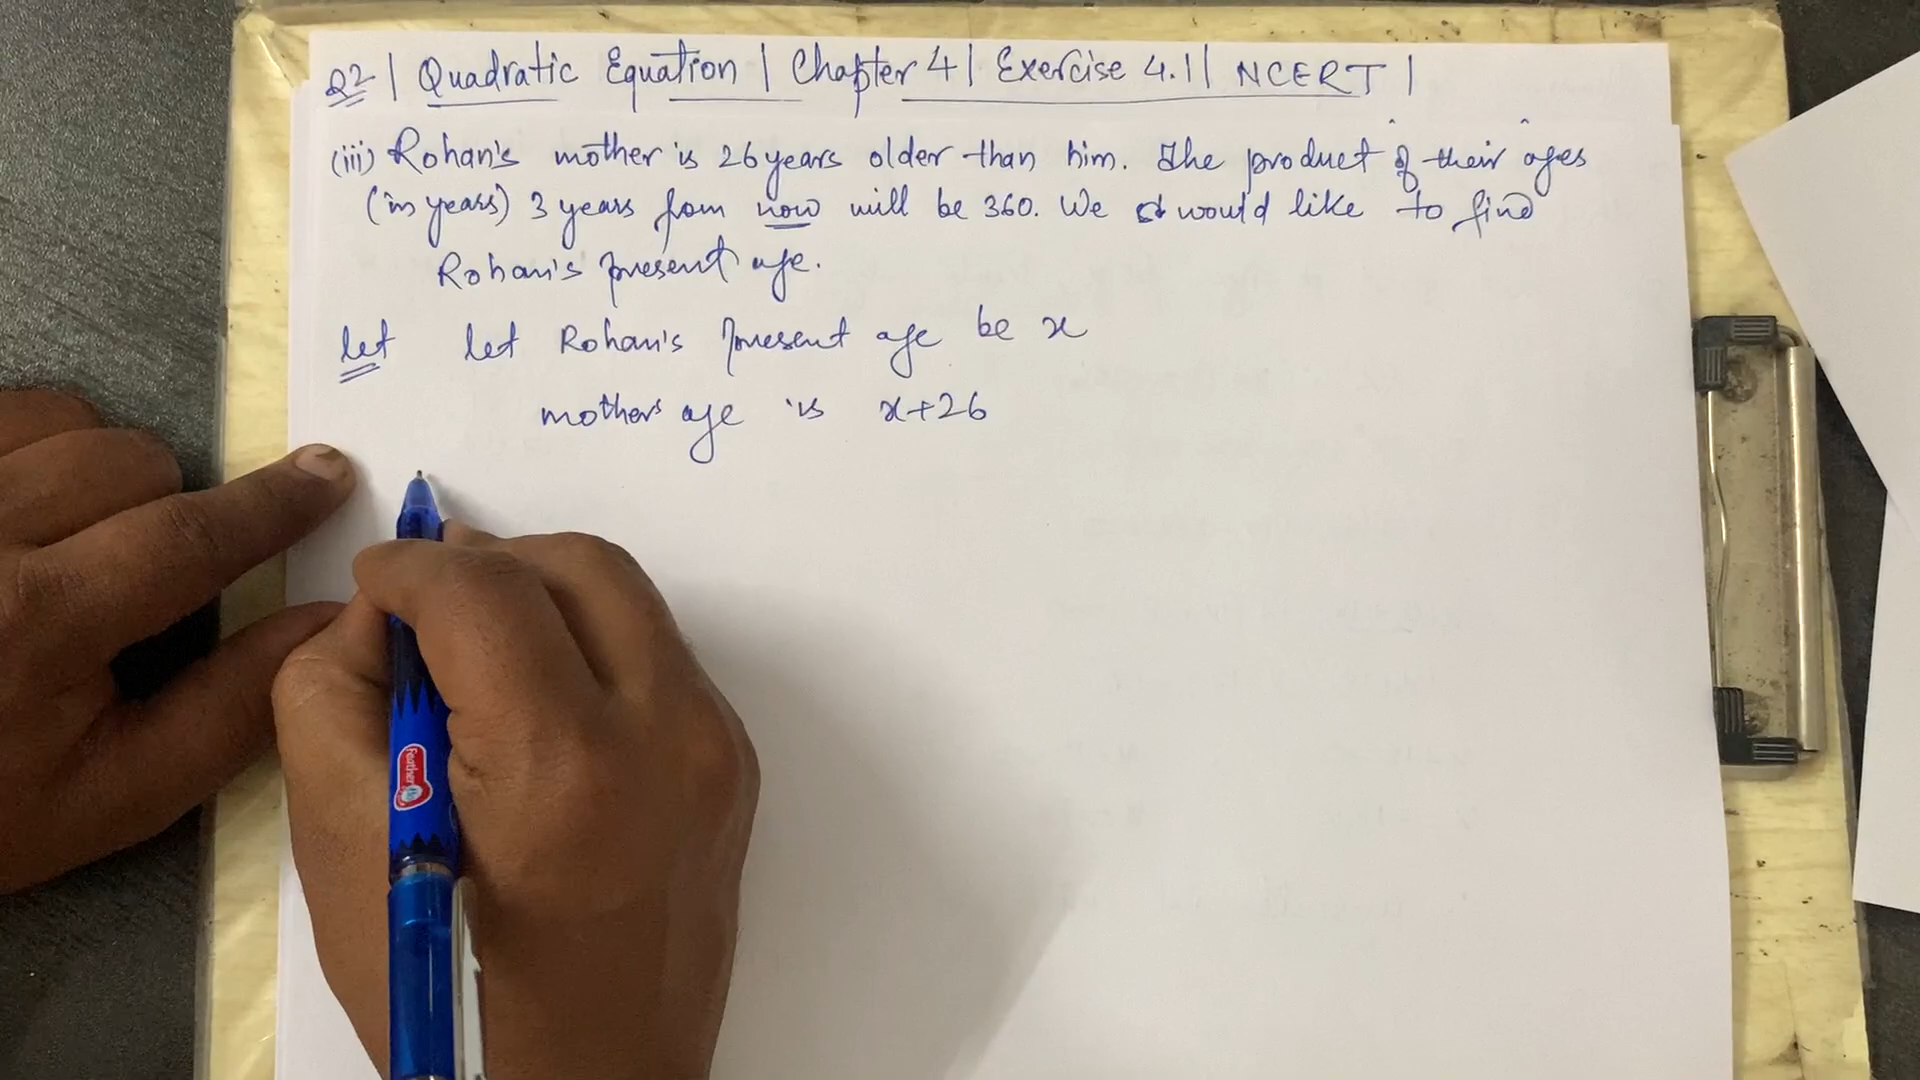 Q2 | Quadratic Equation | Chapter 4 | Exercise 4.1 | NCERT |
(iii) Rohan's mother is 26 years older than him. The product of their ages
(in years) 3 years from now will be 360. We would like to find
Rohan's present age.
let let Rohan's present age be x
mother's age is x+26
Feather